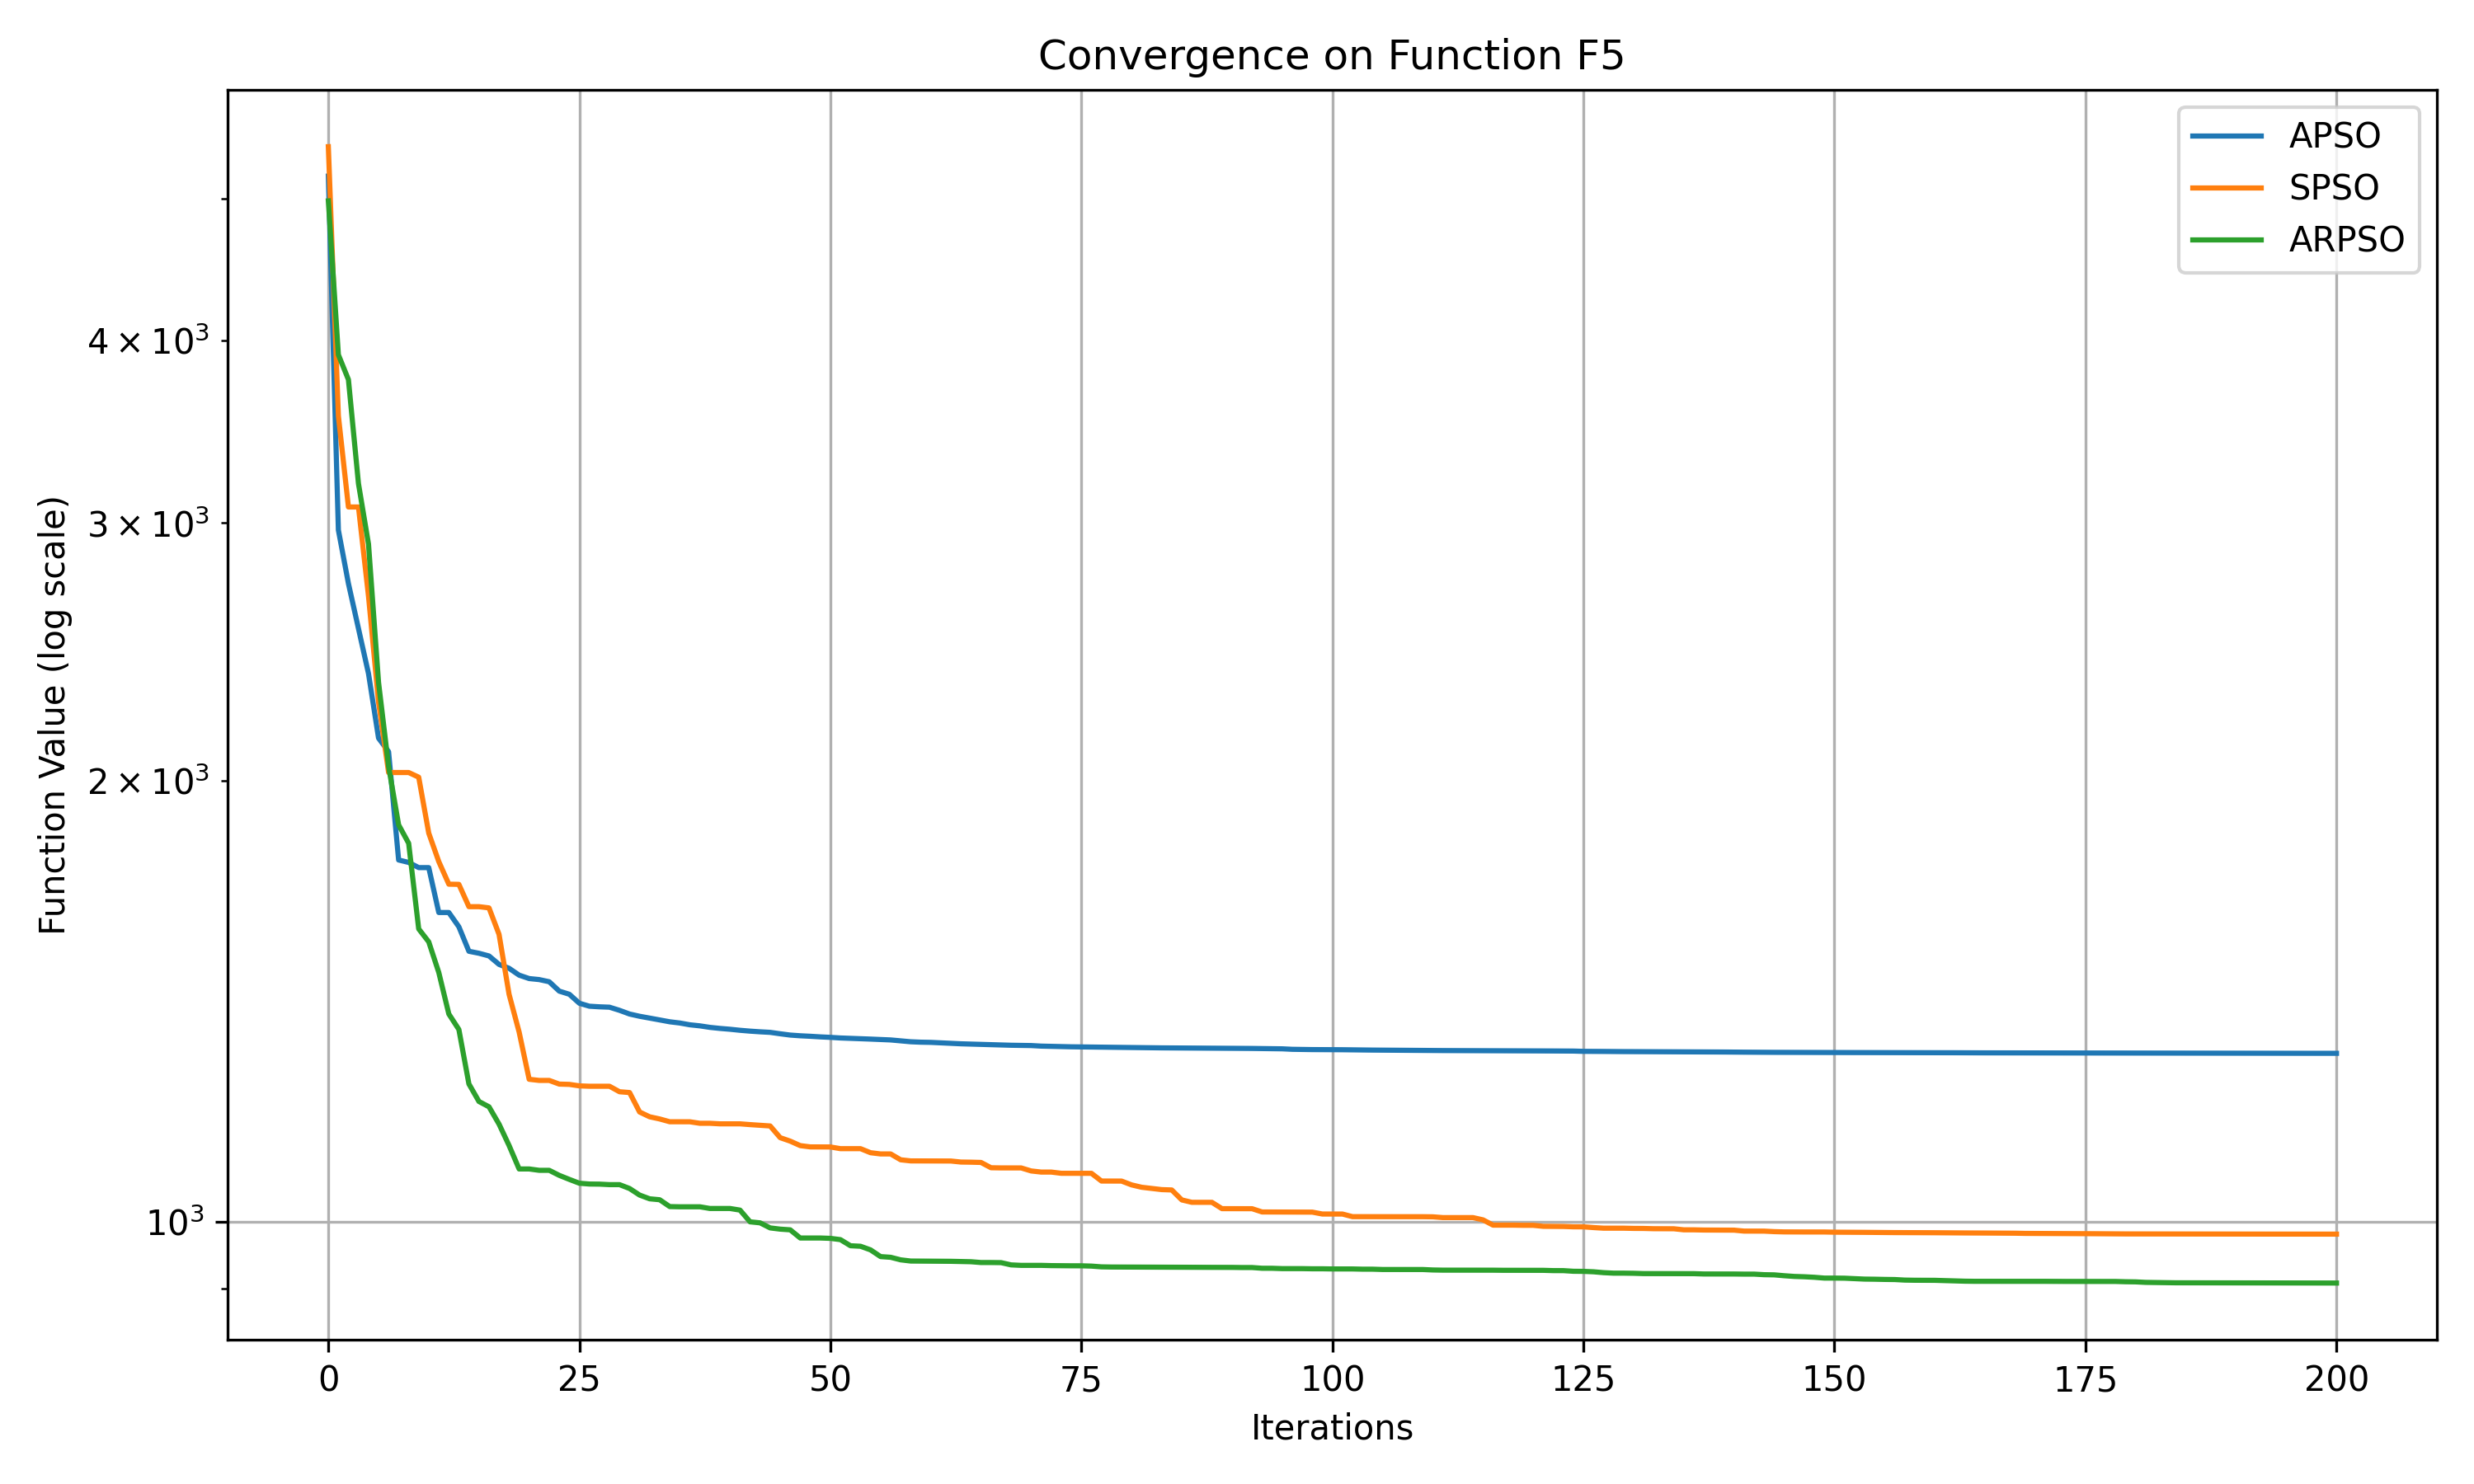 Convergence on Function F5
APSO
SPSO
ARPSO
Function Value (log scale)
4 × 10³
3 × 10³
2 × 10³
10³
0 25 50 75 100 125 150 175 200
Iterations